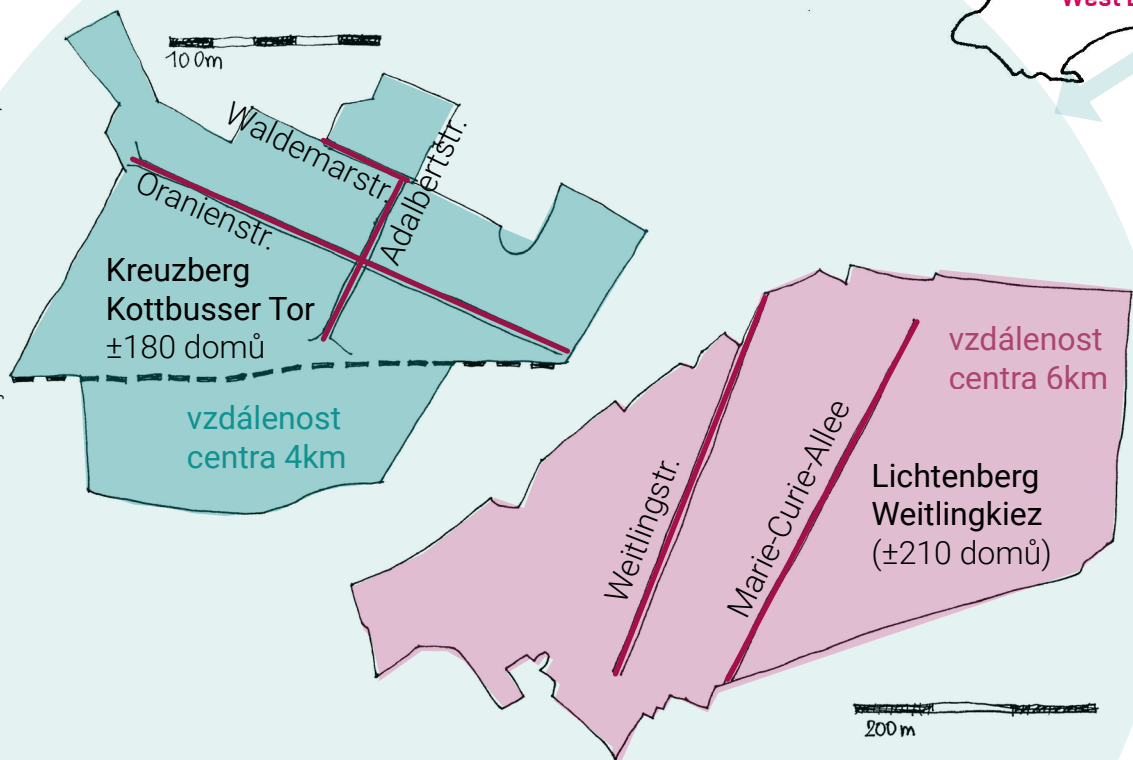 West
100m
Waldemarstr.
Adalbertstr.
Oranienstr.
Kreuzberg
Kottbusser Tor
±180 domů
vzdálenost
centra 4km
vzdálenost
centra 6km
Weitlingstr.
Marie-Curie-Allee
Lichtenberg
Weitlingkiez
(±210 domů)
200m